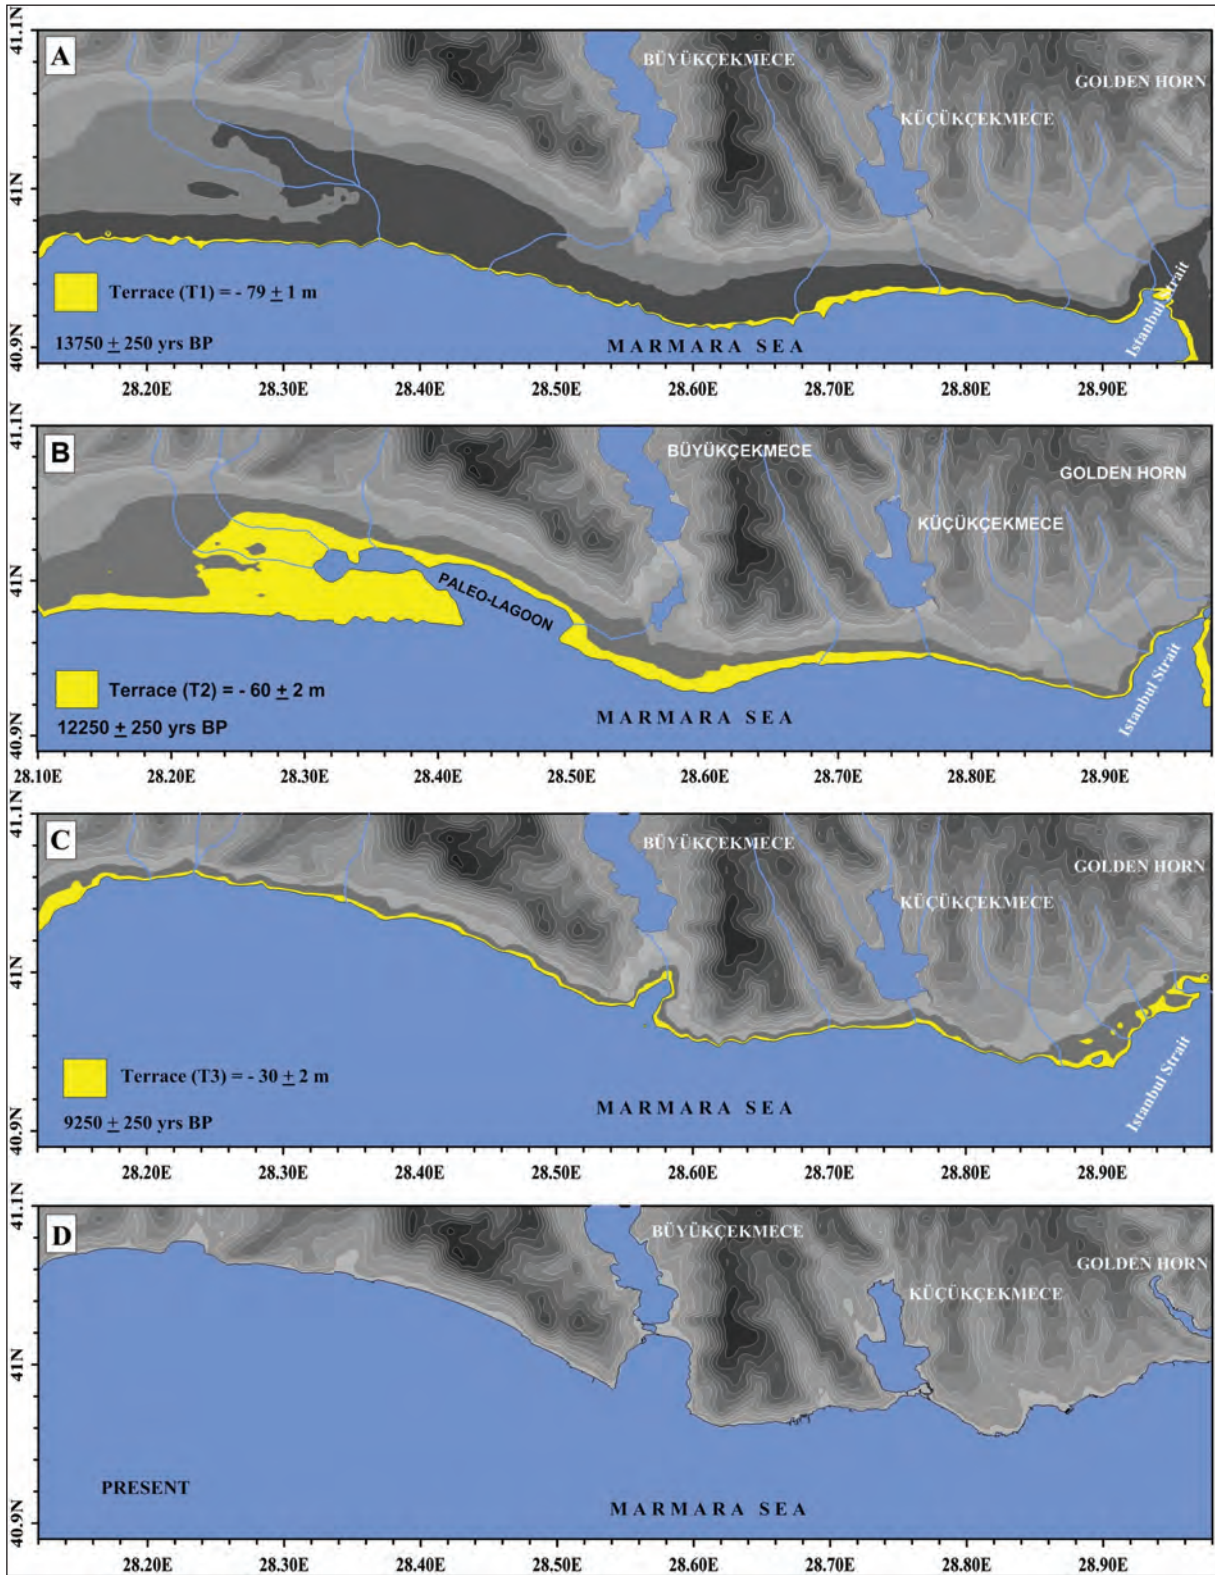 41.1N
A
BÜYÜKÇEKMECE
GOLDEN HORN
KÜÇÜKÇEKMECE
41N
Istanbul Strait
Terrace (T1) = - 79 ± 1 m
13750 ± 250 yrs BP
MARMARA SEA
40.9N
28.20E 28.30E 28.40E 28.50E 28.60E 28.70E 28.80E 28.90E
41.1N
B
BÜYÜKÇEKMECE
GOLDEN HORN
KÜÇÜKÇEKMECE
41N
PALEO-LAGOON
Istanbul Strait
Terrace (T2) = - 60 ± 2 m
12250 ± 250 yrs BP
MARMARA SEA
40.9N
28.10E 28.20E 28.30E 28.40E 28.50E 28.60E 28.70E 28.80E 28.90E
41.1N
C
BÜYÜKÇEKMECE
GOLDEN HORN
KÜÇÜKÇEKMECE
41N
Istanbul Strait
Terrace (T3) = - 30 ± 2 m
9250 ± 250 yrs BP
MARMARA SEA
40.9N
28.20E 28.30E 28.40E 28.50E 28.60E 28.70E 28.80E 28.90E
41.1N
D
BÜYÜKÇEKMECE
GOLDEN HORN
KÜÇÜKÇEKMECE
41N
PRESENT
MARMARA SEA
40.9N
28.20E 28.30E 28.40E 28.50E 28.60E 28.70E 28.80E 28.90E